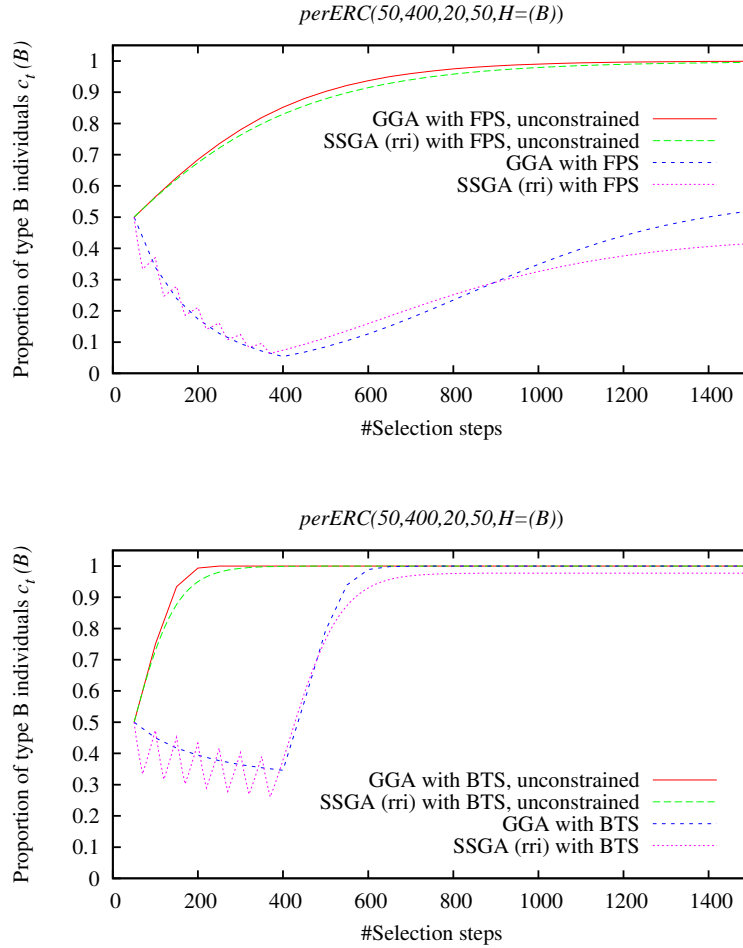 perERC(50,400,20,50,H=(B))
Proportion of type B individuals c_t (B)
1
0.9
0.8
0.7
0.6
0.5
0.4
0.3
0.2
0.1
0
GGA with FPS, unconstrained
SSGA (rri) with FPS, unconstrained
GGA with FPS
SSGA (rri) with FPS
0 200 400 600 800 1000 1200 1400
#Selection steps
perERC(50,400,20,50,H=(B))
Proportion of type B individuals c_t (B)
1
0.9
0.8
0.7
0.6
0.5
0.4
0.3
0.2
0.1
0
GGA with BTS, unconstrained
SSGA (rri) with BTS, unconstrained
GGA with BTS
SSGA (rri) with BTS
0 200 400 600 800 1000 1200 1400
#Selection steps